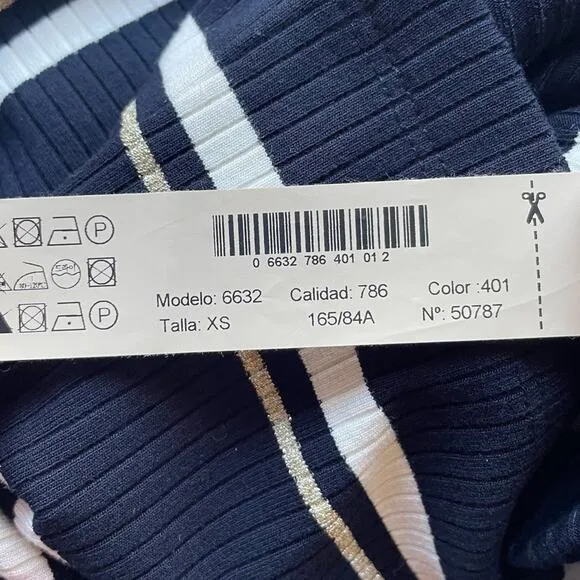 P
0 6632 786 401 01 2
Modelo: 6632 Calidad: 786 Color :401
Talla: XS 165/84A Nº: 50787
P